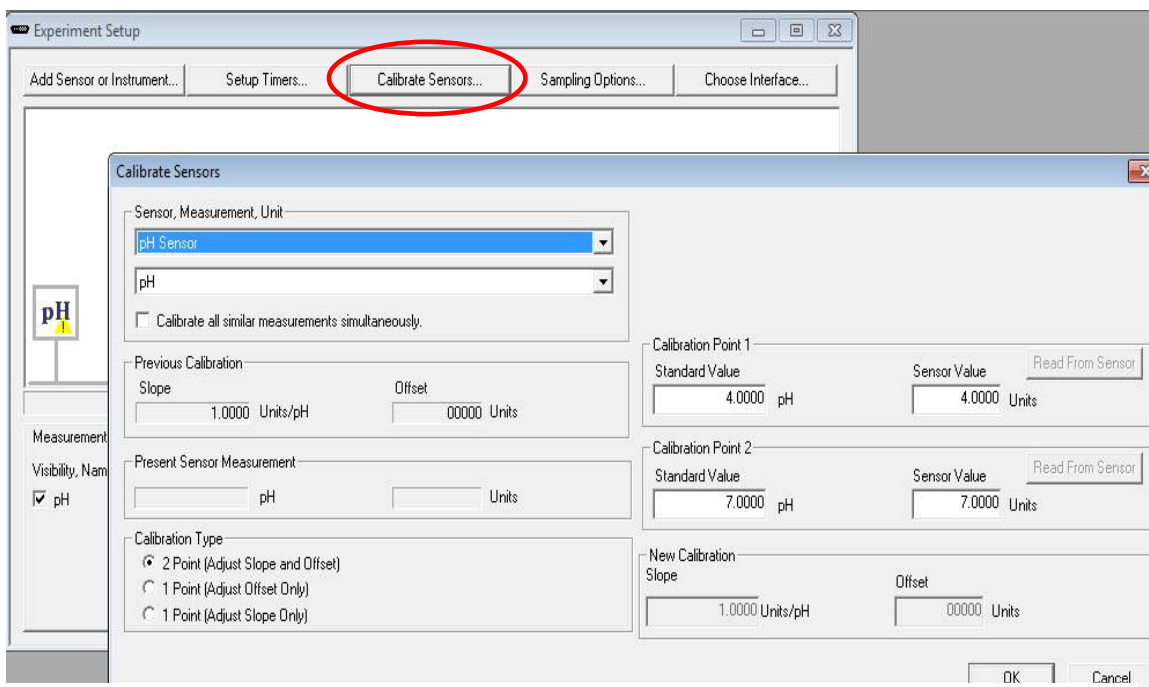 Experiment Setup
Add Sensor or Instrument... Setup Timers... Calibrate Sensors... Sampling Options... Choose Interface...
pH
Measurement
Visibility, Nam
pH
Calibrate Sensors
Sensor, Measurement, Unit
pH Sensor
pH
Calibrate all similar measurements simultaneously.
Previous Calibration
Slope Offset
1.0000 Units/pH 00000 Units
Present Sensor Measurement
pH Units
Calibration Type
2 Point (Adjust Slope and Offset)
1 Point (Adjust Offset Only)
1 Point (Adjust Slope Only)
Calibration Point 1
Standard Value Sensor Value Read From Sensor
4.0000 pH 4.0000 Units
Calibration Point 2
Standard Value Sensor Value Read From Sensor
7.0000 pH 7.0000 Units
New Calibration
Slope Offset
1.0000 Units/pH 00000 Units
OK Cancel